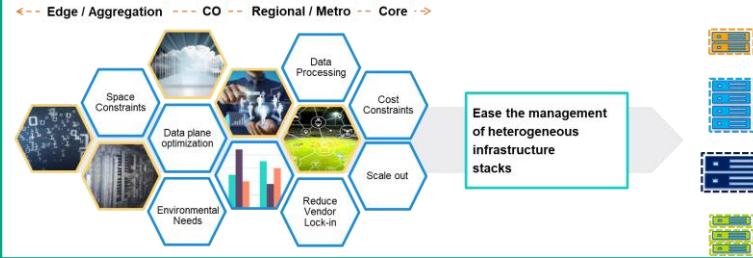 Edge / Aggregation
CO
Regional / Metro
Core
Data
Processing
Space
Constraints
Cost
Constraints
Data plane
optimization
Ease the management
of heterogeneous
infrastructure
stacks
Scale out
Environmental
Needs
Reduce
Vendor
Lock-in